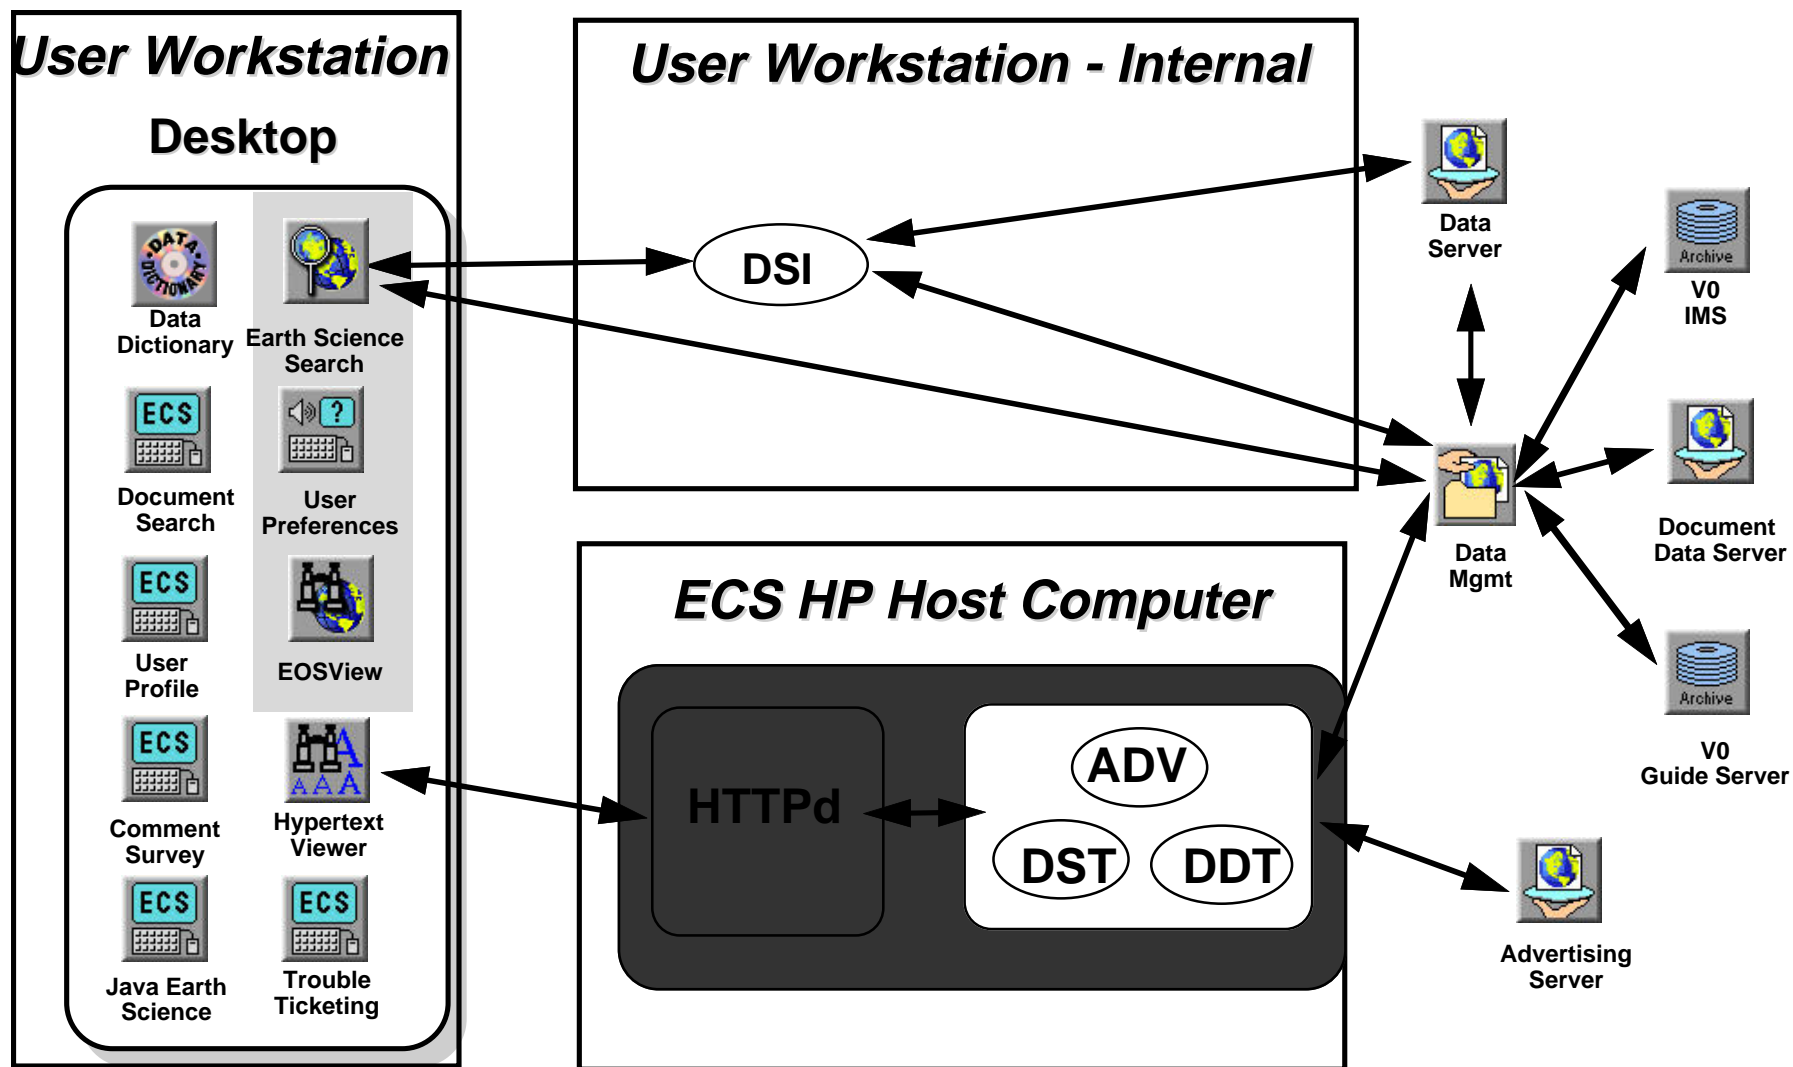 User Workstation
Desktop
DATA DICTIONARY
Data
Dictionary
Earth Science
Search
ECS
Document
Search
?
User
Preferences
ECS
User
Profile
EOSView
ECS
Comment
Survey
A
A A A
Hypertext
Viewer
ECS
Java Earth
Science
ECS
Trouble
Ticketing
User Workstation - Internal
DSI
ECS HP Host Computer
HTTPd
ADV
DST
DDT
Data
Server
Archive
V0
IMS
Document
Data Server
Data
Mgmt
Archive
V0
Guide Server
Advertising
Server